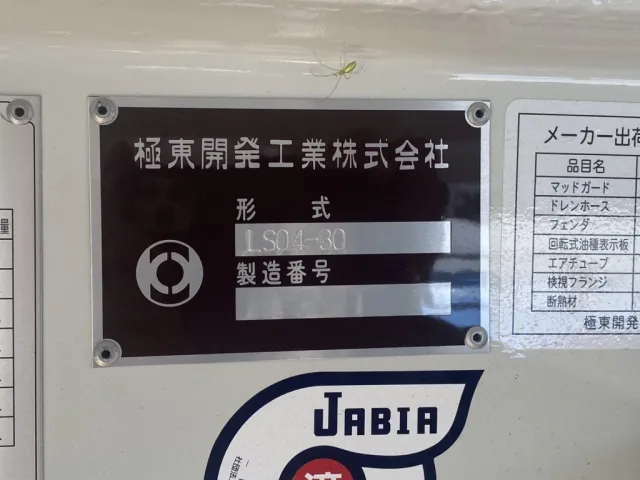 極東開発工業株式会社
形 式
LS04-30
製造番号
メーカー出荷
品目名
マッドガード
ドレンホース
フェンダ
回転式油種表示板
エアチューブ
検視フランジ
断熱材
極東開発
量
JABIA